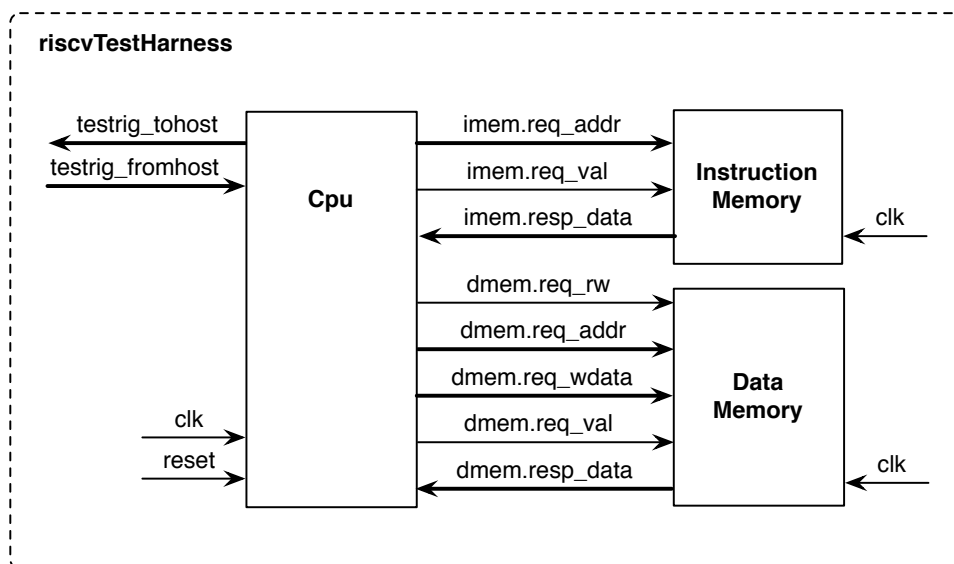 riscvTestHarness
testrig_tohost
testrig_fromhost
Cpu
clk
reset
imem.req_addr
imem.req_val
imem.resp_data
dmem.req_rw
dmem.req_addr
dmem.req_wdata
dmem.req_val
dmem.resp_data
Instruction
Memory
clk
Data
Memory
clk